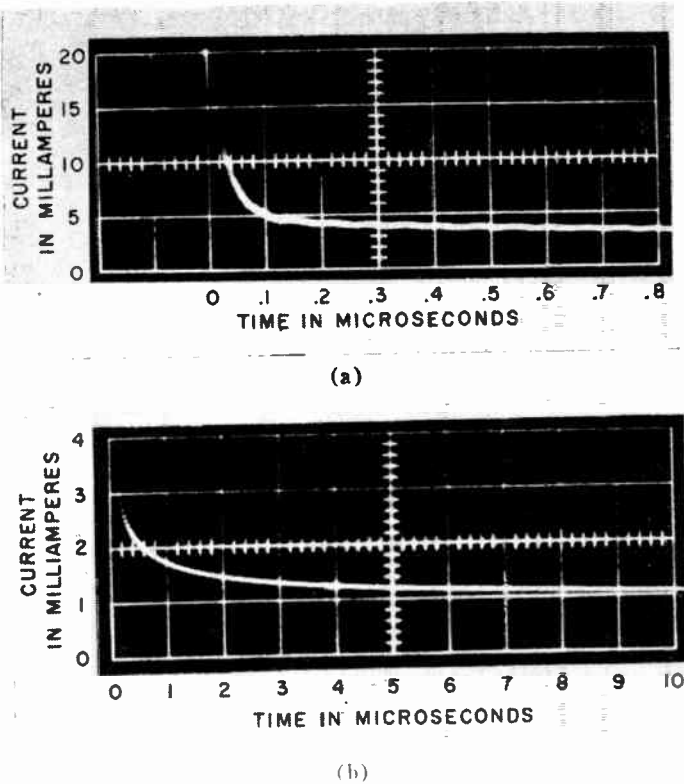 20
15
10
5
0
CURRENT
IN MILLAMPERES
0 .1 .2 .3 .4 .5 .6 .7 .8
TIME IN MICROSECONDS
(a)
4
3
2
1
0
CURRENT
IN MILLIAMPERES
0 1 2 3 4 5 6 7 8 9 10
TIME IN MICROSECONDS
(b)